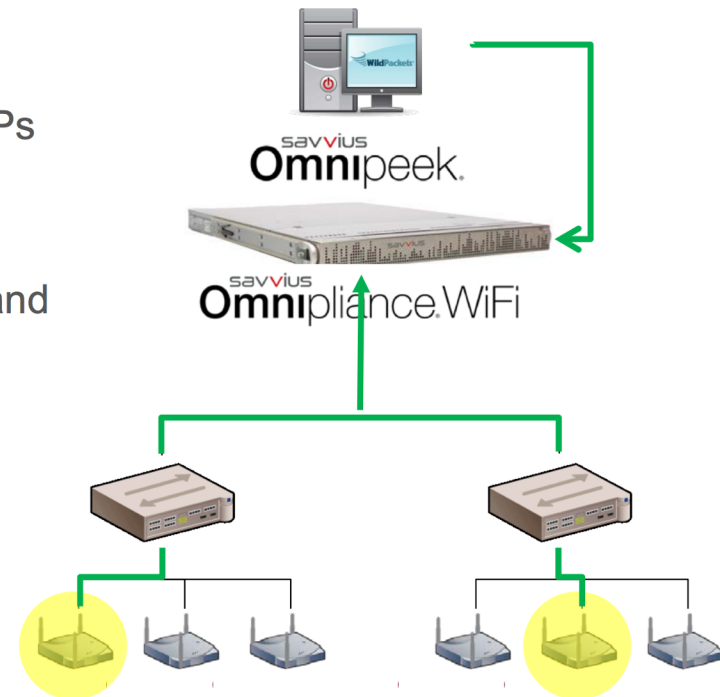 WildPackets
Ps
savvius
Omnipeek.
savvius
and
savvius
Omnipliance. WiFi